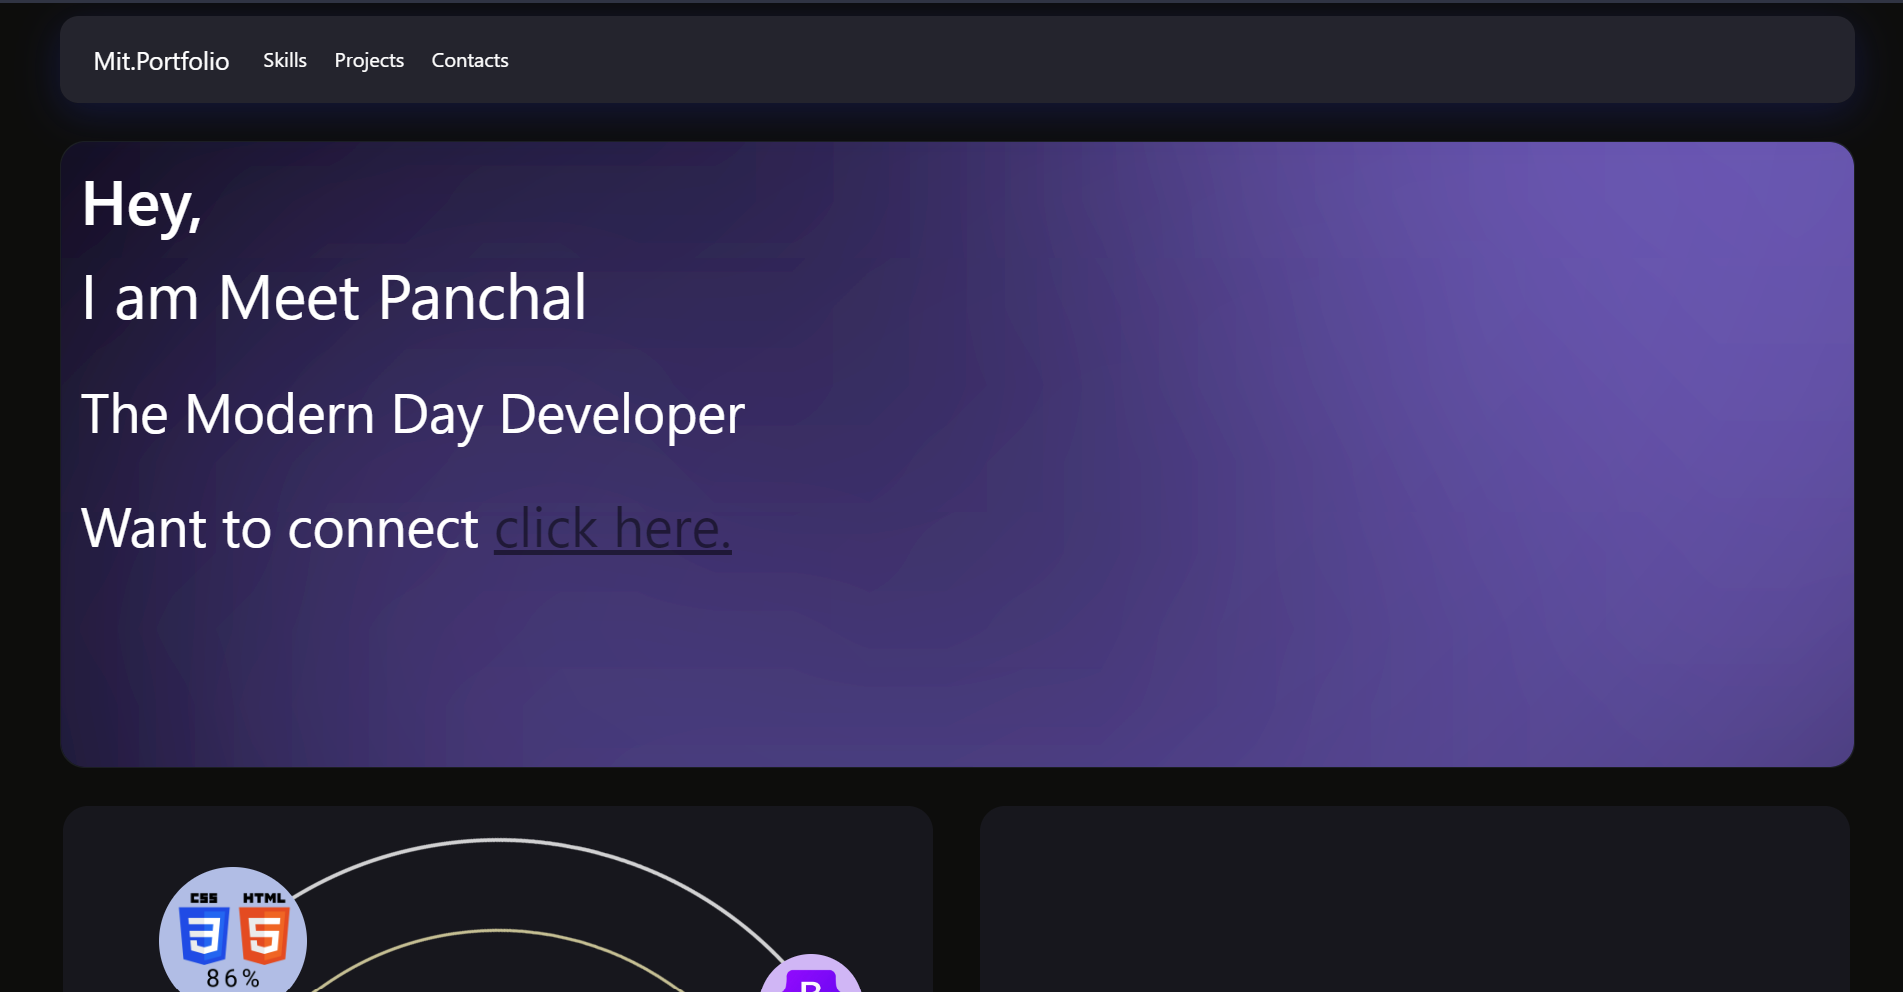 Mit.Portfolio Skills Projects Contacts
Hey,
I am Meet Panchal
The Modern Day Developer
Want to connect click here.
CSS HTML
3 5
86%
B